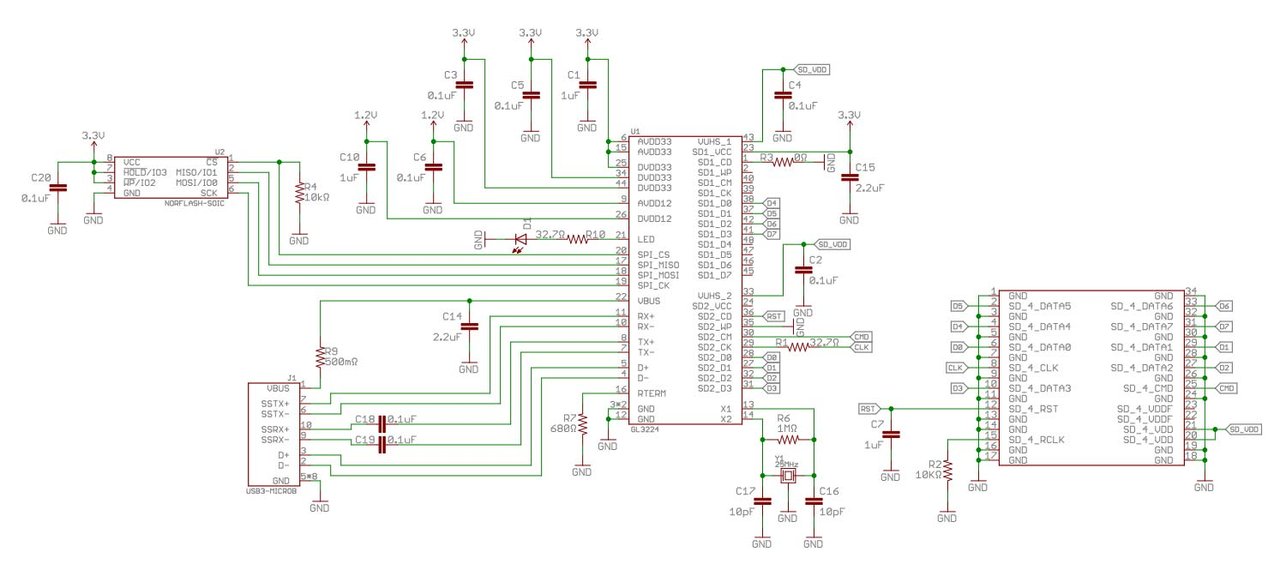 3.3V 3.3V 3.3V
C3 0.1uF GND
C5 0.1uF GND
C1 1uF GND
SD_VDD
C4 0.1uF GND
1.2V 1.2V
C10 1uF GND
C6 0.1uF GND
3.3V
C20 0.1uF GND
GND
U2
8 VCC CS 1
7 HOLD/IO3 MISO/IO1 2
3 WP/IO2 MOSI/IO0 5
4 GND SCK 6
NORFLASH-SOIC
R4 10kΩ GND
GND D1 32.7Ω R10
U1
6 AVDD33
15 AVDD33
25 DVDD33
34 DVDD33
44 DVDD33
9 AVDD12
26 DVDD12
21 LED
20 SPI_CS
17 SPI_MISO
18 SPI_MOSI
19 SPI_CK
22 VBUS
11 RX+
10 RX-
8 TX+
7 TX-
5 D+
4 D-
16 RTERM
3*2 GND
12 GND
GL3224
VUHS_1 43
SD1_VCC 23
SD1_CD 1
SD1_WP 2
SD1_CM 40
SD1_CK 39
SD1_D0 38 D4
SD1_D1 37 D5
SD1_D2 42 D6
SD1_D3 41 D7
SD1_D4 48
SD1_D5 47
SD1_D6 46
SD1_D7 45
VUHS_2 33
SD2_VCC 24
SD2_CD 36 RST
SD2_WP 35 GND
SD2_CM 30 CMD
SD2_CK 29 R1 32.7Ω CLK
SD2_D0 28 D0
SD2_D1 27 D1
SD2_D2 32 D2
SD2_D3 31 D3
X1 13
X2 14
3.3V
R3 0Ω GND
C15 2.2uF GND
SD_VDD
C2 0.1uF GND
C14 2.2uF GND
R9 500mΩ
J1
VBUS 1
SSTX+ 7
SSTX- 6
SSRX+ 10
SSRX- 9
D+ 3
D- 2
GND 5*8
USB3-MICROB
GND
C18 0.1uF
C19 0.1uF
R7 680Ω GND
GND
R6 1MΩ
Y1 25MHz
C17 10pF GND
GND
C16 10pF GND
RST
C7 1uF GND
R2 10KΩ GND
1 GND GND 34
D5 2 SD_4_DATA5 SD_4_DATA6 33 D6
3 GND GND 32
D4 4 SD_4_DATA4 SD_4_DATA7 31 D7
5 GND GND 30
D0 6 SD_4_DATA0 SD_4_DATA1 29 D1
7 GND GND 28
CLK 8 SD_4_CLK SD_4_DATA2 27 D2
9 GND GND 26
D3 10 SD_4_DATA3 SD_4_CMD 25 CMD
11 GND GND 24
12 SD_4_RST SD_4_VDDF 23
13 GND SD_4_VDDF 22
14 GND SD_4_VDD 21 SD_VDD
15 SD_4_RCLK SD_4_VDD 20
16 GND GND 19
17 GND GND 18
GND GND